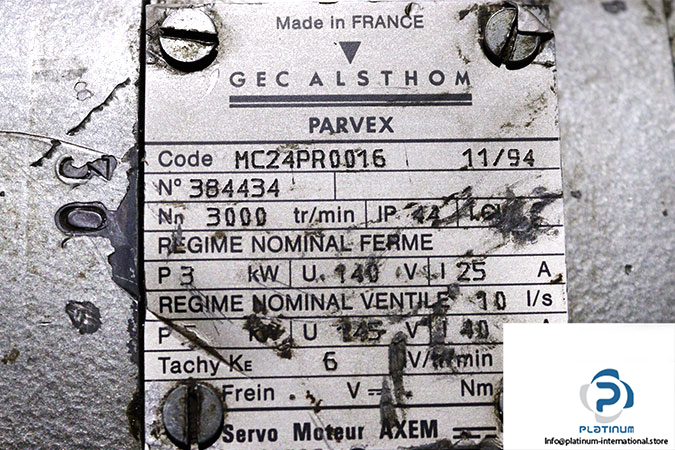 Made in FRANCE
GEC ALSTHOM
PARVEX
Code MC24PR0016 11/94
N° 384434
Nn 3000 tr/min IP 44
REGIME NOMINAL FERME
P 3 kW U 140 V I 25 A
REGIME NOMINAL VENTILE 10 l/s
P kW U 145 V I 40
Tachy KE 6 V/tr/min
Frein V Nm
Servo Moteur AXEM
PLATINUM
Info@platinum-international.store